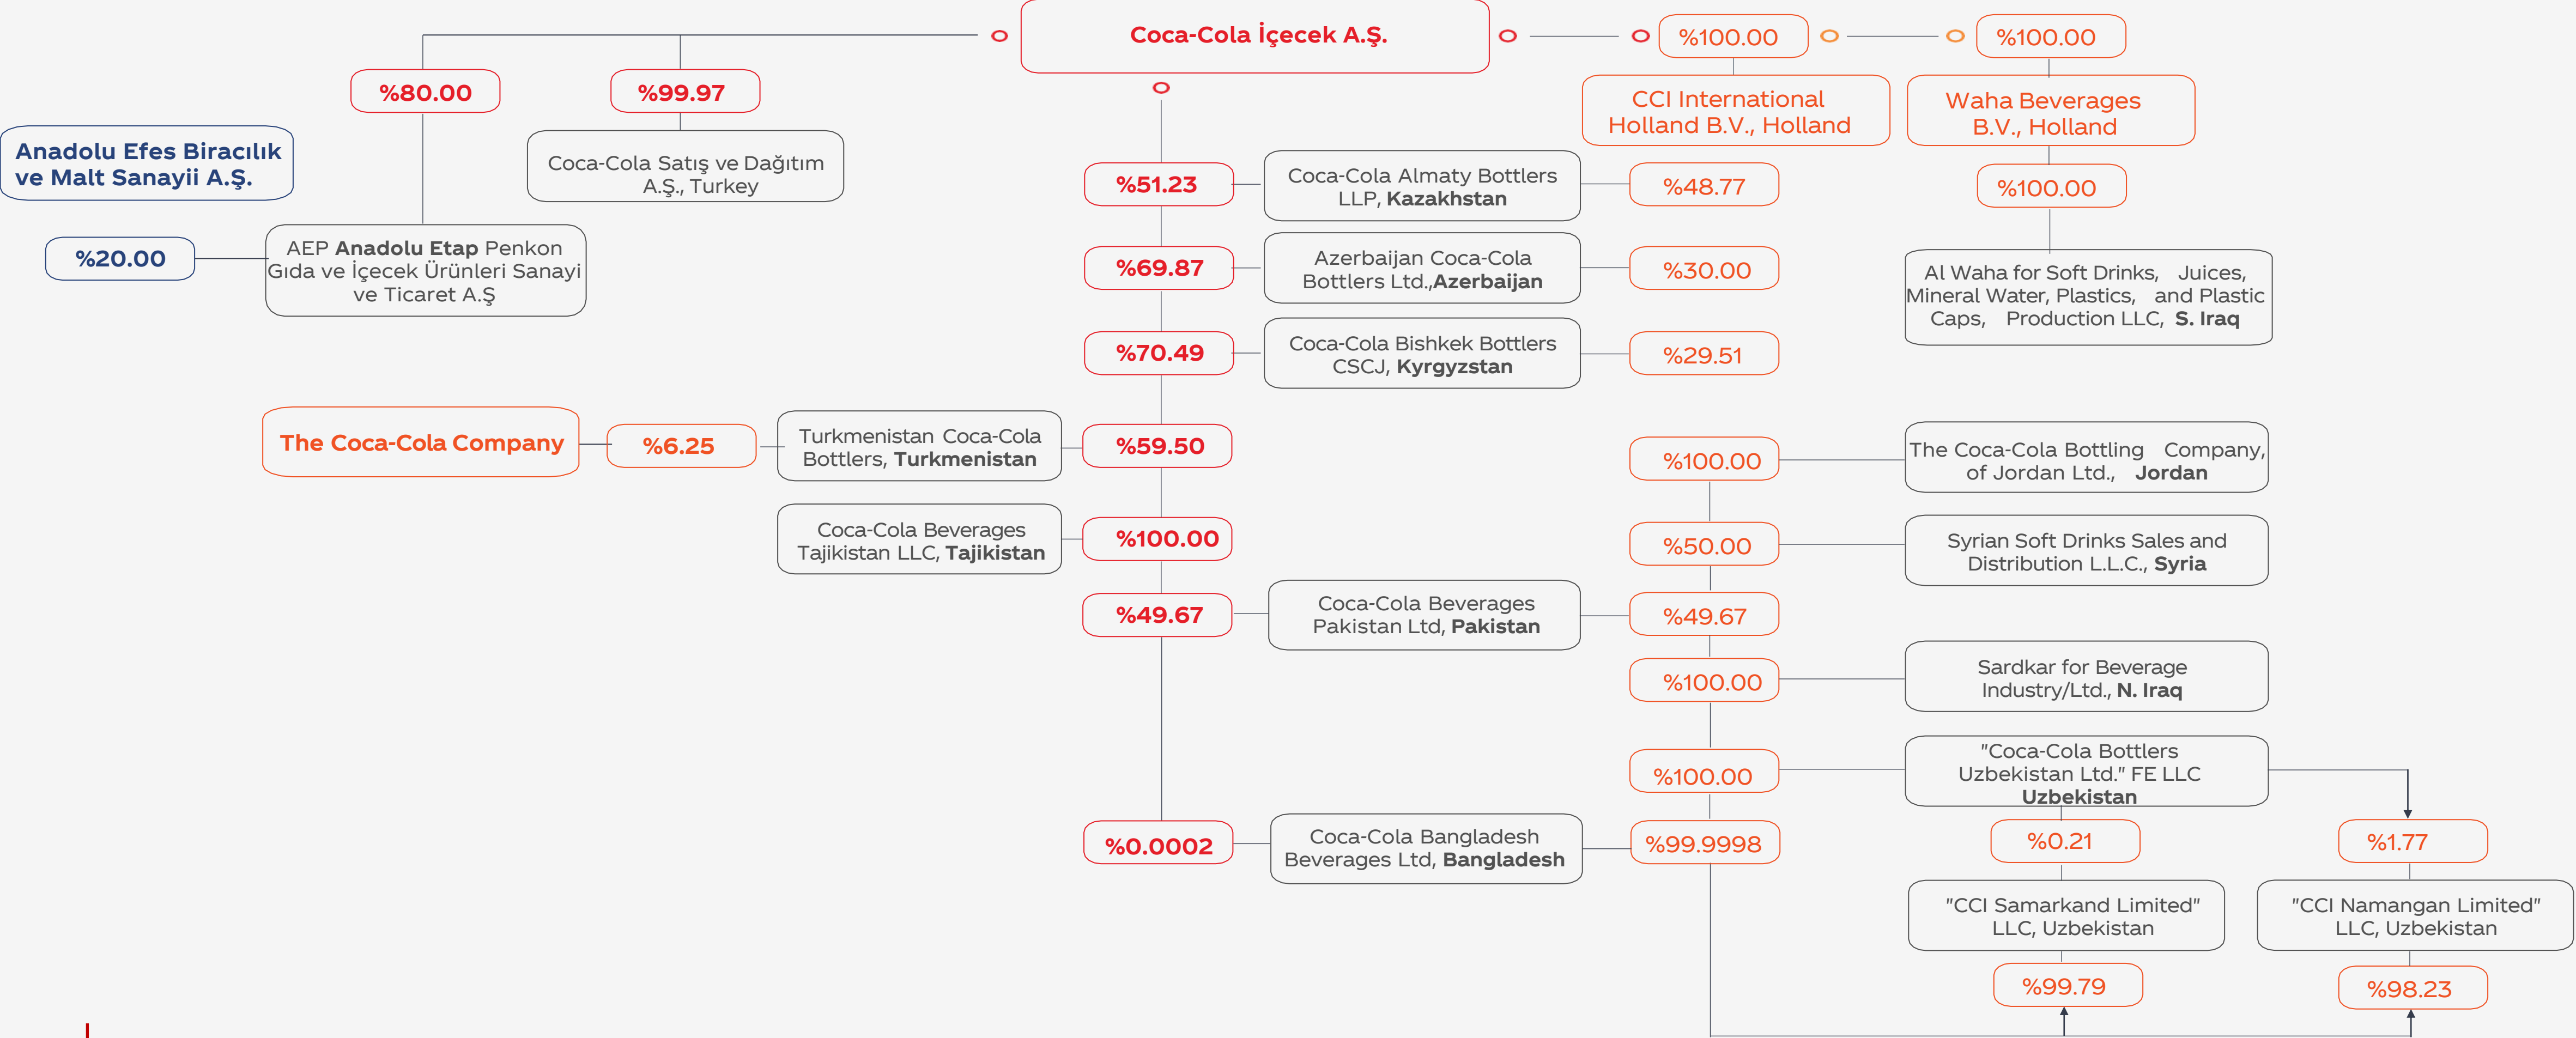 Coca-Cola İçecek A.Ş.
%100.00
%100.00
%80.00
%99.97
CCI International
Holland B.V., Holland
Waha Beverages
B.V., Holland
Anadolu Efes Biracılık
ve Malt Sanayii A.Ş.
Coca-Cola Satış ve Dağıtım
A.Ş., Turkey
%51.23
Coca-Cola Almaty Bottlers
LLP, Kazakhstan
%48.77
%100.00
%20.00
AEP Anadolu Etap Penkon
Gıda ve İçecek Ürünleri Sanayi
ve Ticaret A.Ş
%69.87
Azerbaijan Coca-Cola
Bottlers Ltd.,Azerbaijan
%30.00
Al Waha for Soft Drinks, Juices,
Mineral Water, Plastics, and Plastic
Caps, Production LLC, S. Iraq
%70.49
Coca-Cola Bishkek Bottlers
CSCJ, Kyrgyzstan
%29.51
The Coca-Cola Company
%6.25
Turkmenistan Coca-Cola
Bottlers, Turkmenistan
%59.50
%100.00
The Coca-Cola Bottling Company,
of Jordan Ltd., Jordan
Coca-Cola Beverages
Tajikistan LLC, Tajikistan
%100.00
%50.00
Syrian Soft Drinks Sales and
Distribution L.L.C., Syria
%49.67
Coca-Cola Beverages
Pakistan Ltd, Pakistan
%49.67
%100.00
Sardkar for Beverage
Industry/Ltd., N. Iraq
%100.00
"Coca-Cola Bottlers
Uzbekistan Ltd." FE LLC
Uzbekistan
%0.0002
Coca-Cola Bangladesh
Beverages Ltd, Bangladesh
%99.9998
%0.21
%1.77
"CCI Samarkand Limited"
LLC, Uzbekistan
"CCI Namangan Limited"
LLC, Uzbekistan
%99.79
%98.23